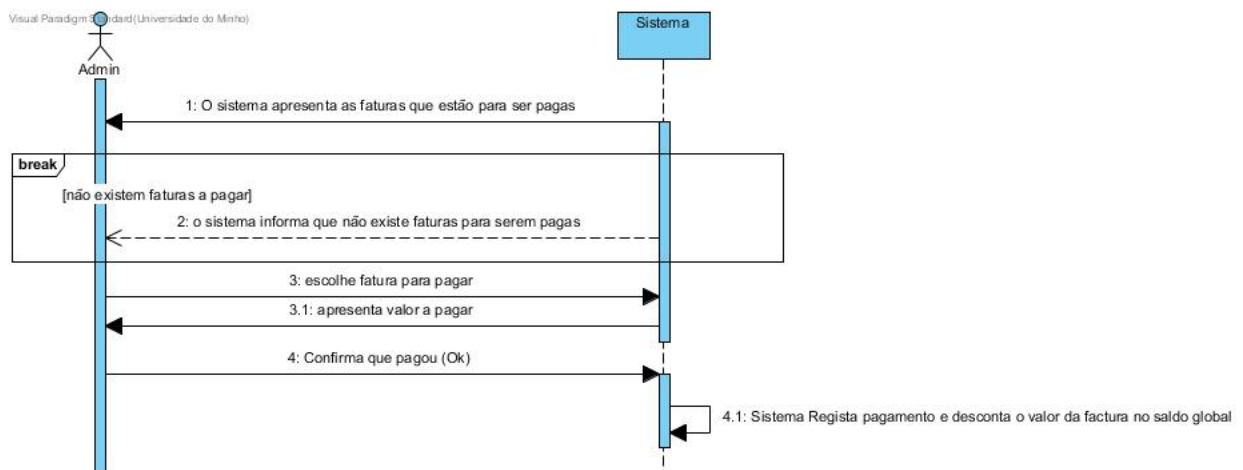 Visual Paradigm Standard(Universidade do Minho)
Sistema
Admin
1: O sistema apresenta as faturas que estão para ser pagas
break
[não existem faturas a pagar]
2: o sistema informa que não existe faturas para serem pagas
3: escolhe fatura para pagar
3.1: apresenta valor a pagar
4: Confirma que pagou (Ok)
4.1: Sistema Regista pagamento e desconta o valor da factura no saldo global